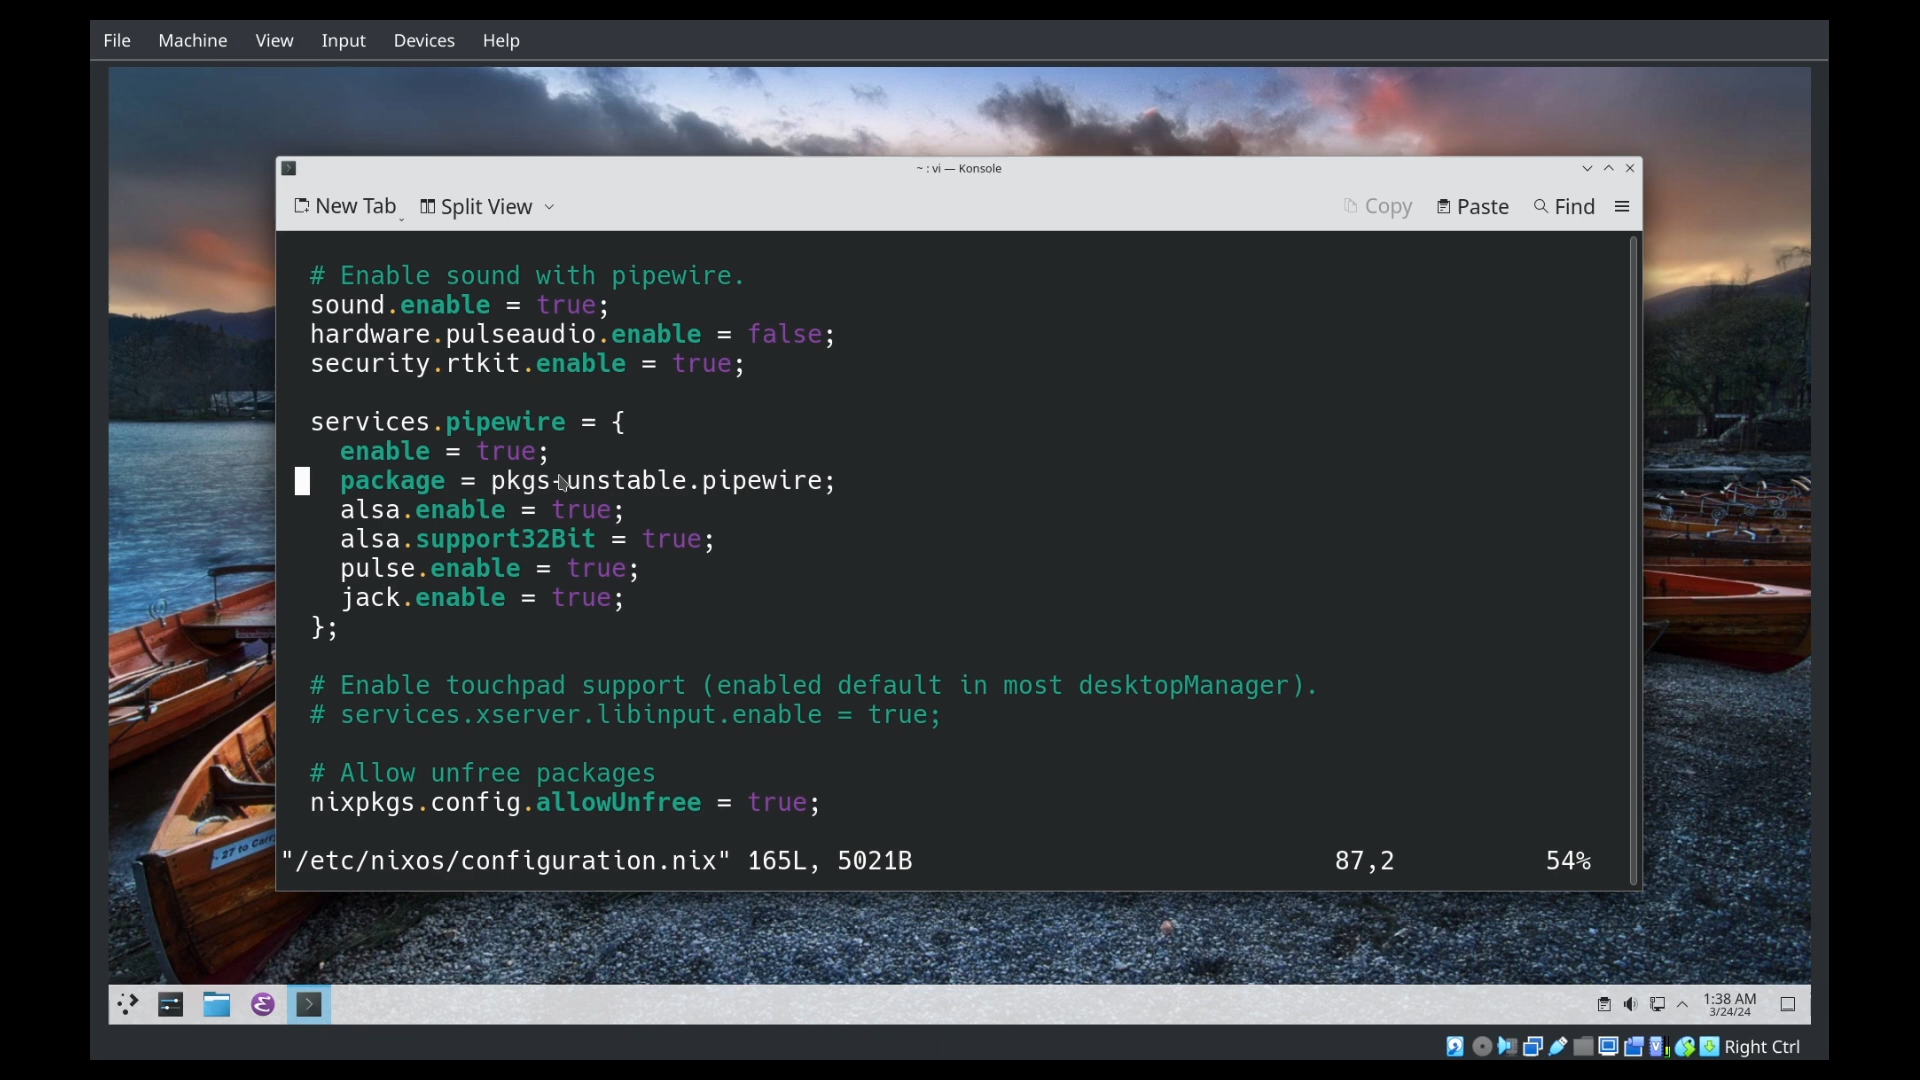 File Machine View Input Devices Help
~ : vi — Konsole
New Tab Split View Copy Paste Find
# Enable sound with pipewire.
sound.enable = true;
hardware.pulseaudio.enable = false;
security.rtkit.enable = true;
services.pipewire = {
enable = true;
package = pkgs-unstable.pipewire;
alsa.enable = true;
alsa.support32Bit = true;
pulse.enable = true;
jack.enable = true;
};
# Enable touchpad support (enabled default in most desktopManager).
# services.xserver.libinput.enable = true;
# Allow unfree packages
nixpkgs.config.allowUnfree = true;
"/etc/nixos/configuration.nix" 165L, 5021B 87,2 54%
27 to Carry
1:38 AM
3/24/24
Right Ctrl